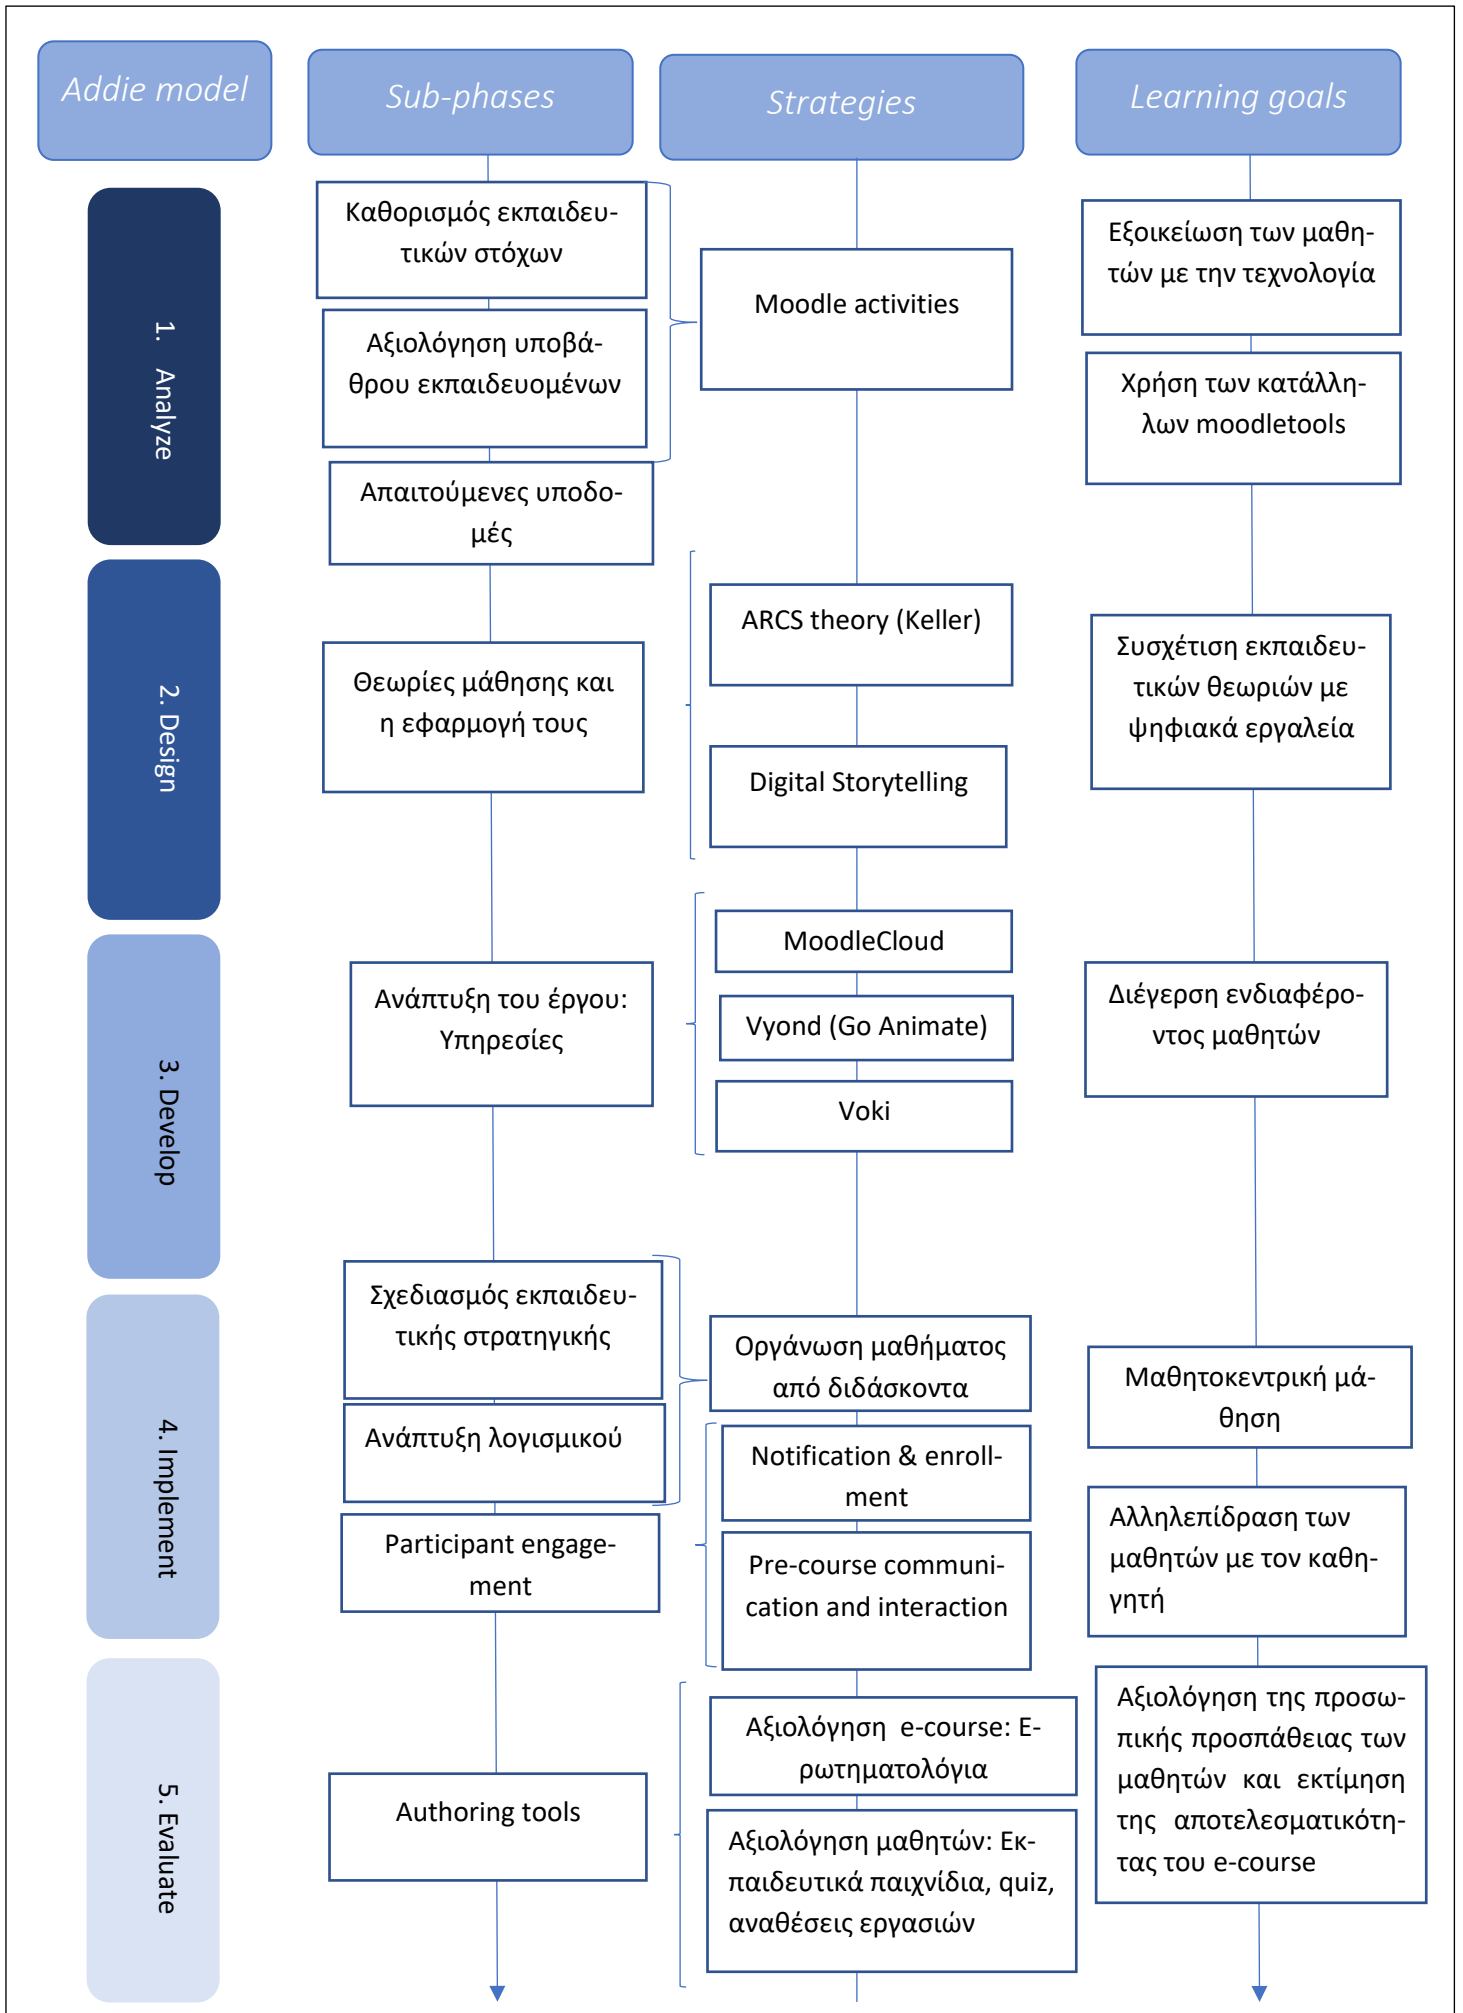 Addie model
Sub-phases
Strategies
Learning goals
1. Analyze
Καθορισμός εκπαιδευ-
τικών στόχων
Αξιολόγηση υποβά-
θρου εκπαιδευομένων
Απαιτούμενες υποδο-
μές
Moodle activities
Εξοικείωση των μαθη-
τών με την τεχνολογία
Χρήση των κατάλλη-
λων moodletools
2. Design
Θεωρίες μάθησης και
η εφαρμογή τους
ARCS theory (Keller)
Digital Storytelling
Συσχέτιση εκπαιδευ-
τικών θεωριών με
ψηφιακά εργαλεία
3. Develop
Ανάπτυξη του έργου:
Υπηρεσίες
MoodleCloud
Vyond (Go Animate)
Voki
Διέγερση ενδιαφέρο-
ντος μαθητών
4. Implement
Σχεδιασμός εκπαιδευ-
τικής στρατηγικής
Ανάπτυξη λογισμικού
Participant engage-
ment
Οργάνωση μαθήματος
από διδάσκοντα
Notification & enroll-
ment
Pre-course communi-
cation and interaction
Μαθητοκεντρική μά-
θηση
Αλληλεπίδραση των
μαθητών με τον καθη-
γητή
5. Evaluate
Authoring tools
Αξιολόγηση e-course: Ε-
ρωτηματολόγια
Αξιολόγηση μαθητών: Εκ-
παιδευτικά παιχνίδια, quiz,
αναθέσεις εργασιών
Αξιολόγηση της προσω-
πικής προσπάθειας των
μαθητών και εκτίμηση
της αποτελεσματικότη-
τας του e-course